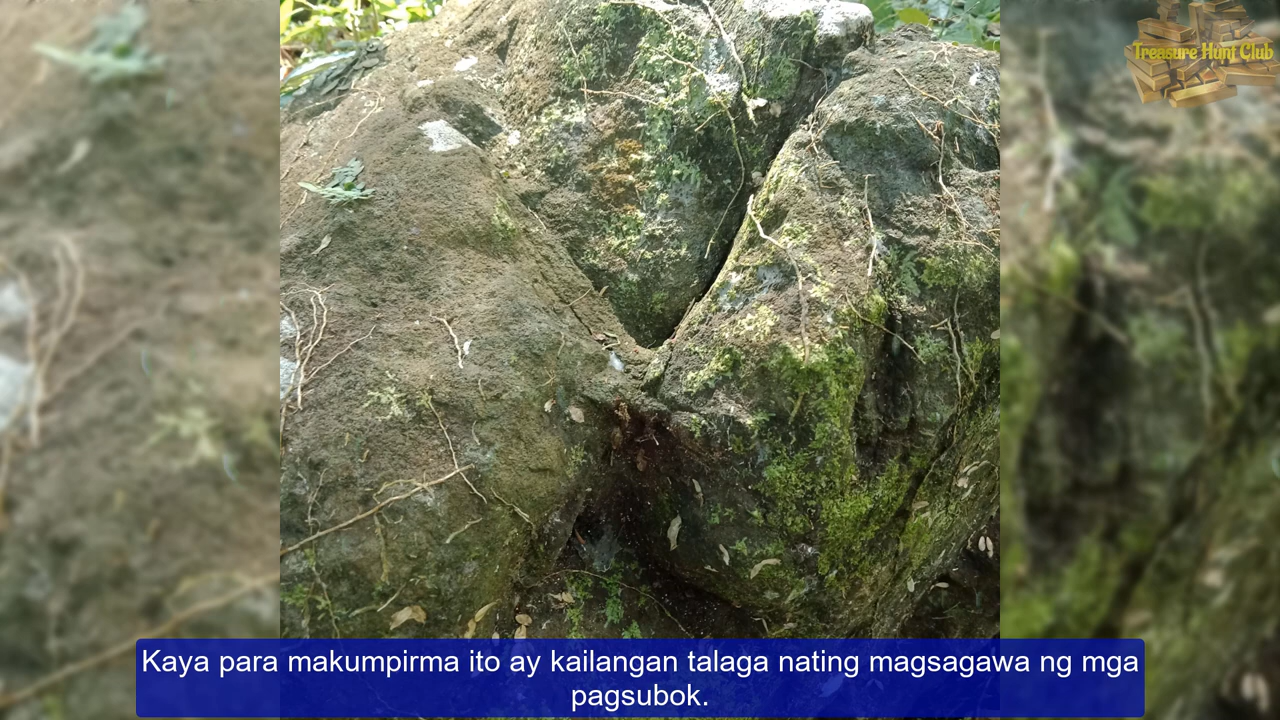 Treasure Hunt Club
Kaya para makumpirma ito ay kailangan talaga nating magsagawa ng mga
pagsubok.